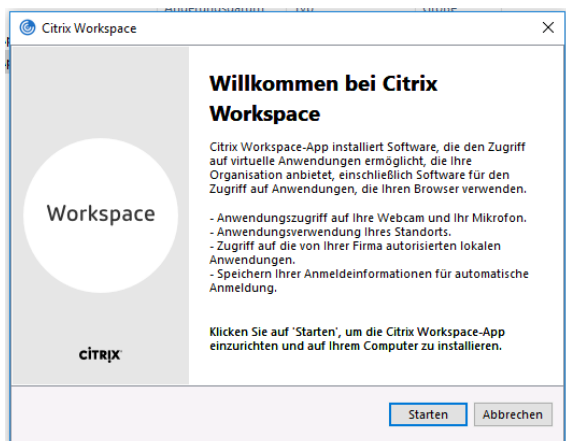 Änderungsdatum Typ Größe
Citrix Workspace
Willkommen bei Citrix
Workspace
Citrix Workspace-App installiert Software, die den Zugriff
auf virtuelle Anwendungen ermöglicht, die Ihre
Organisation anbietet, einschließlich Software für den
Zugriff auf Anwendungen, die Ihren Browser verwenden.
- Anwendungszugriff auf Ihre Webcam und Ihr Mikrofon.
- Anwendungsverwendung Ihres Standorts.
- Zugriff auf die von Ihrer Firma autorisierten lokalen
Anwendungen.
- Speichern Ihrer Anmeldeinformationen für automatische
Anmeldung.
Workspace
Klicken Sie auf 'Starten', um die Citrix Workspace-App
einzurichten und auf Ihrem Computer zu installieren.
CITRIX
Starten Abbrechen